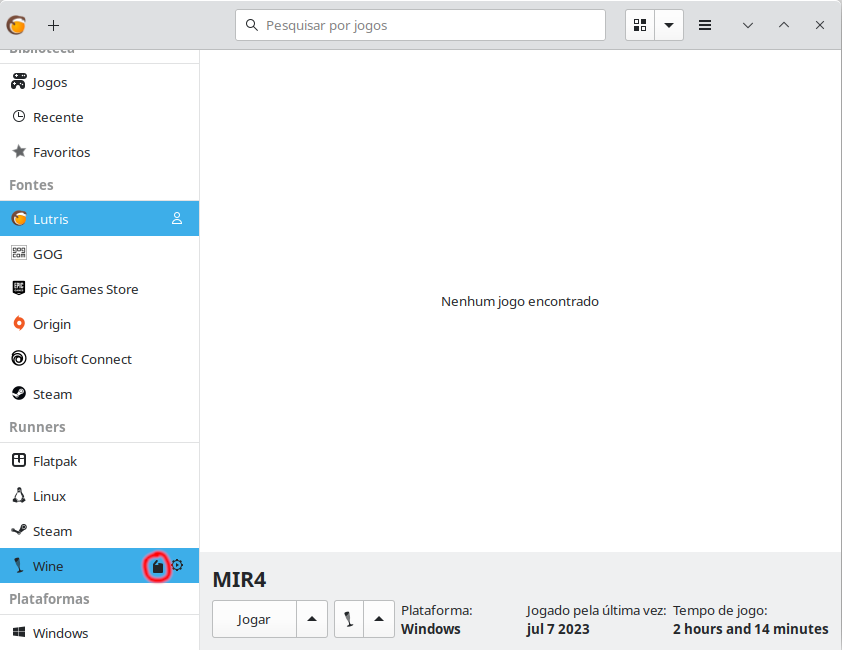 Pesquisar por jogos
Biblioteca
Jogos
Recente
Favoritos
Fontes
Lutris
GOG
Epic Games Store
Origin
Ubisoft Connect
Steam
Runners
Flatpak
Linux
Steam
Wine
Plataformas
Windows
Nenhum jogo encontrado
MIR4
Jogar
Plataforma:
Windows
Jogado pela última vez:
jul 7 2023
Tempo de jogo:
2 hours and 14 minutes